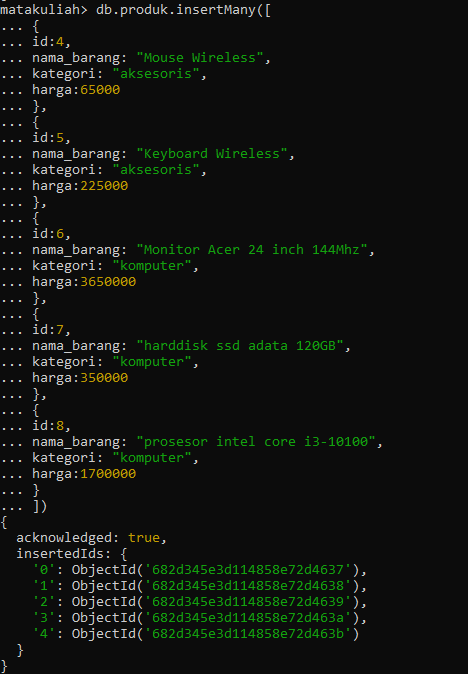 matakuliah> db.produk.insertMany([
... {
... id:4,
... nama_barang: "Mouse Wireless",
... kategori: "aksesoris",
... harga:65000
... },
... {
... id:5,
... nama_barang: "Keyboard Wireless",
... kategori: "aksesoris",
... harga:225000
... },
... {
... id:6,
... nama_barang: "Monitor Acer 24 inch 144Mhz",
... kategori: "komputer",
... harga:3650000
... },
... {
... id:7,
... nama_barang: "harddisk ssd adata 120GB",
... kategori: "komputer",
... harga:350000
... },
... {
... id:8,
... nama_barang: "prosesor intel core i3-10100",
... kategori: "komputer",
... harga:1700000
... }
... ])
{
  acknowledged: true,
  insertedIds: {
    '0': ObjectId('682d345e3d114858e72d4637'),
    '1': ObjectId('682d345e3d114858e72d4638'),
    '2': ObjectId('682d345e3d114858e72d4639'),
    '3': ObjectId('682d345e3d114858e72d463a'),
    '4': ObjectId('682d345e3d114858e72d463b')
  }
}